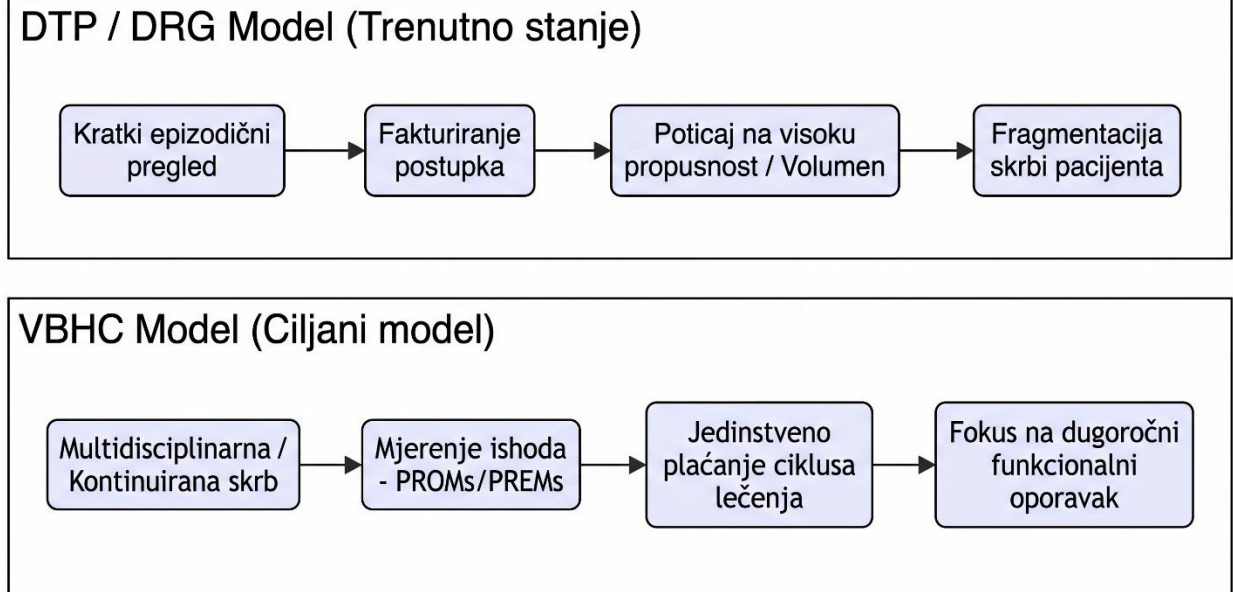 DTP / DRG Model (Trenutno stanje)
Kratki epizodični
pregled
Fakturiranje
postupka
Poticaj na visoku
propusnost / Volumen
Fragmentacija
skrbi pacijenta
VBHC Model (Ciljani model)
Multidisciplinarna /
Kontinuirana skrb
Mjerenje ishoda
- PROMs/PREMs
Jedinstveno
plaćanje ciklusa
lečenja
Fokus na dugoročni
funkcionalni
oporavak